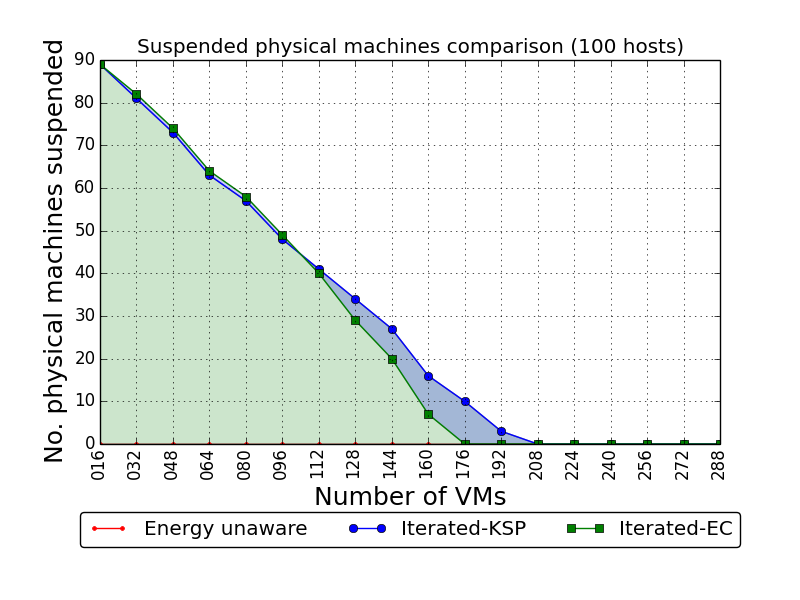 Suspended physical machines comparison (100 hosts)
No. physical machines suspended
90
80
70
60
50
40
30
20
10
0
016 032 048 064 080 096 112 128 144 160 176 192 208 224 240 256 272 288
Number of VMs
Energy unaware Iterated-KSP Iterated-EC